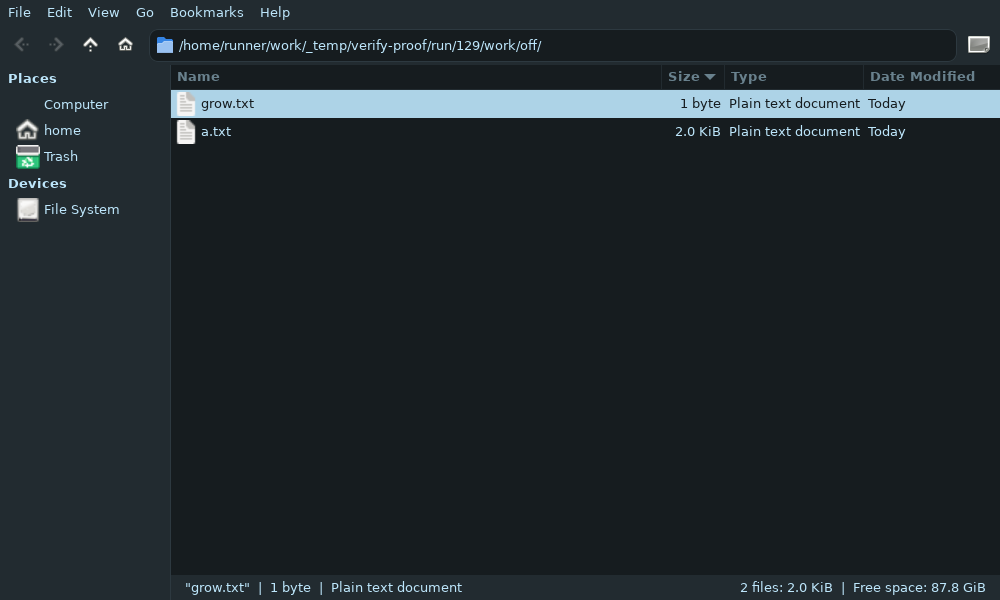 File Edit View Go Bookmarks Help
/home/runner/work/_temp/verify-proof/run/129/work/off/
Places
Computer
home
Trash
Devices
File System
Name Size Type Date Modified
grow.txt 1 byte Plain text document Today
a.txt 2.0 KiB Plain text document Today
"grow.txt" | 1 byte | Plain text document 2 files: 2.0 KiB | Free space: 87.8 GiB